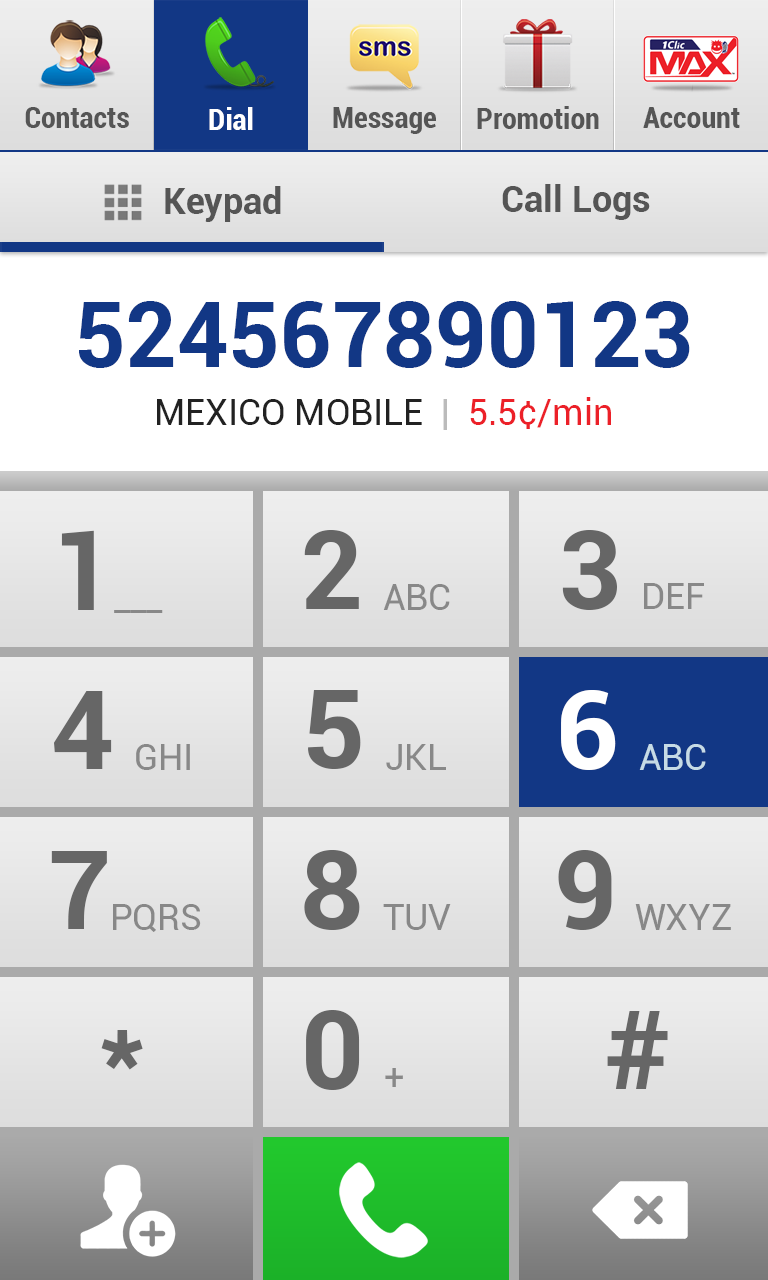 sms
1Clic
MAX
Contacts Dial Message Promotion Account
Keypad Call Logs
524567890123
MEXICO MOBILE | 5.5¢/min
1 ___ 2 ABC 3 DEF
4 GHI 5 JKL 6 ABC
7 PQRS 8 TUV 9 WXYZ
* 0 + #